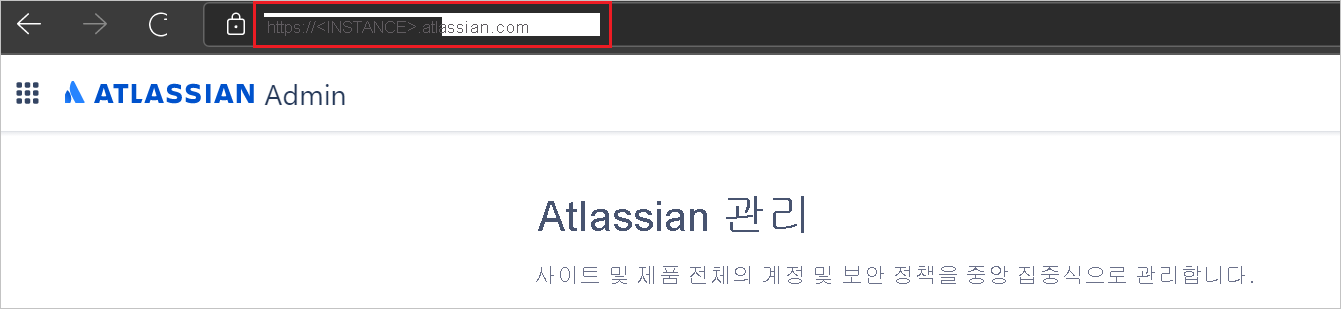 https://<INSTANCE>.atlassian.com
ATLASSIAN Admin
Atlassian 관리
사이트 및 제품 전체의 계정 및 보안 정책을 중앙 집중식으로 관리합니다.